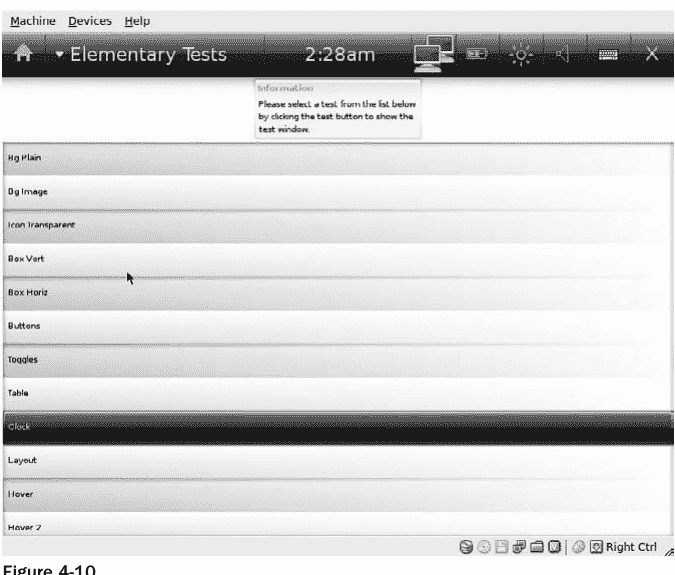 Machine Devices Help
Elementary Tests 2:28am X
Information
Please select a test from the list below
by clicking the test button to show the
test window.
Bg Plain
Bg Image
Icon Transparent
Box Vert
Box Horiz
Buttons
Toggles
Table
Clock
Layout
Hover
Hover 2
Right Ctrl
Figure 4-10